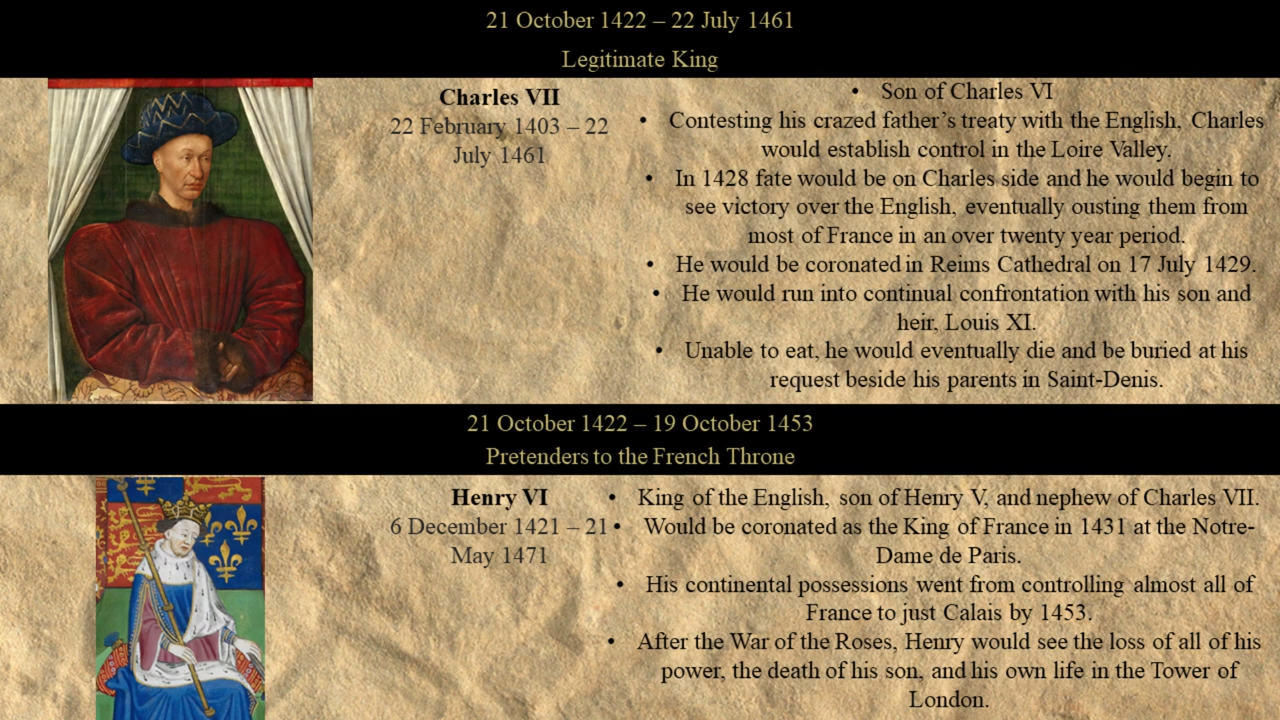 21 October 1422 – 22 July 1461
Legitimate King
Charles VII
22 February 1403 – 22
July 1461
• Son of Charles VI
• Contesting his crazed father's treaty with the English, Charles
would establish control in the Loire Valley.
• In 1428 fate would be on Charles side and he would begin to
see victory over the English, eventually ousting them from
most of France in an over twenty year period.
• He would be coronated in Reims Cathedral on 17 July 1429.
• He would run into continual confrontation with his son and
heir, Louis XI.
• Unable to eat, he would eventually die and be buried at his
request beside his parents in Saint-Denis.
21 October 1422 – 19 October 1453
Pretenders to the French Throne
Henry VI
6 December 1421 – 21
May 1471
• King of the English, son of Henry V, and nephew of Charles VII.
• Would be coronated as the King of France in 1431 at the Notre-
Dame de Paris.
• His continental possessions went from controlling almost all of
France to just Calais by 1453.
• After the War of the Roses, Henry would see the loss of all of his
power, the death of his son, and his own life in the Tower of
London.